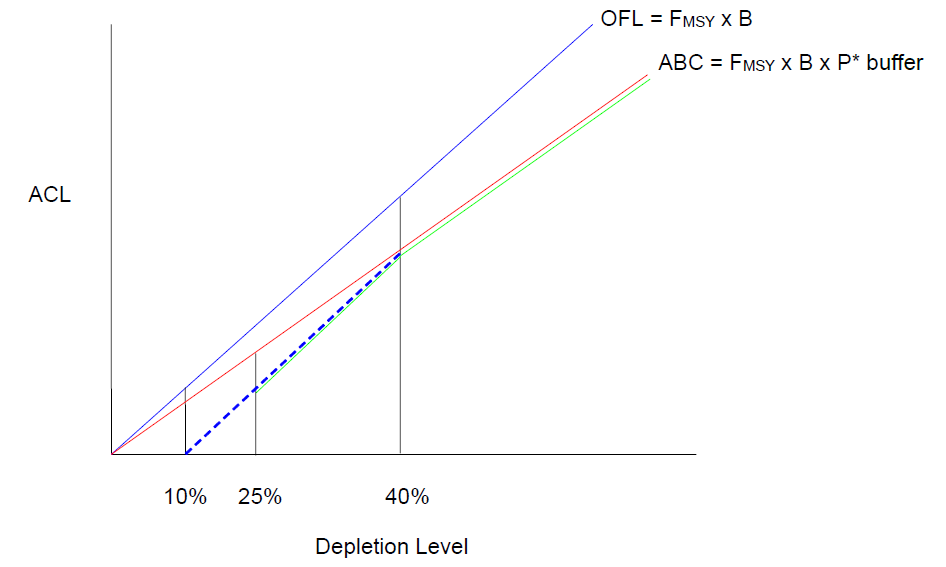 OFL = FMSY x B
ABC = FMSY x B x P* buffer
ACL
10% 25% 40%
Depletion Level